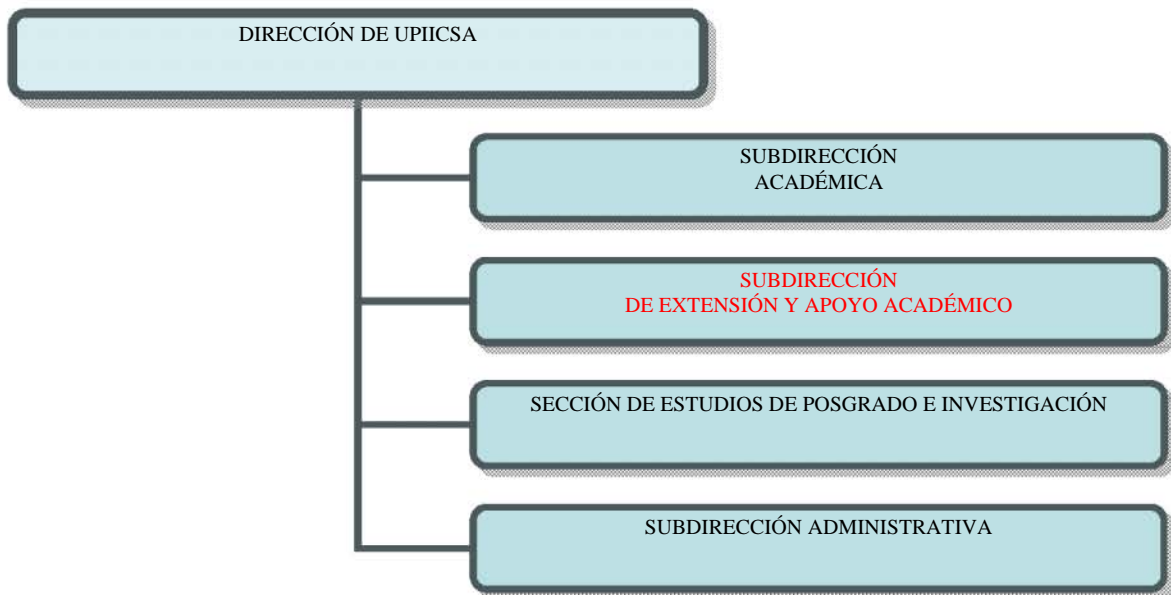 DIRECCIÓN DE UPIICSA
SUBDIRECCIÓN
ACADÉMICA
SUBDIRECCIÓN
DE EXTENSIÓN Y APOYO ACADÉMICO
SECCIÓN DE ESTUDIOS DE POSGRADO E INVESTIGACIÓN
SUBDIRECCIÓN ADMINISTRATIVA